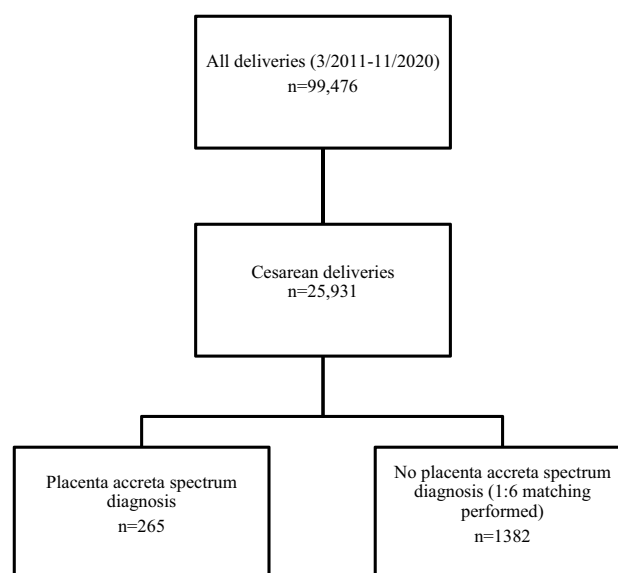 All deliveries (3/2011-11/2020)
n=99,476
Cesarean deliveries
n=25,931
Placenta accreta spectrum
diagnosis
n=265
No placenta accreta spectrum
diagnosis (1:6 matching
performed)
n=1382